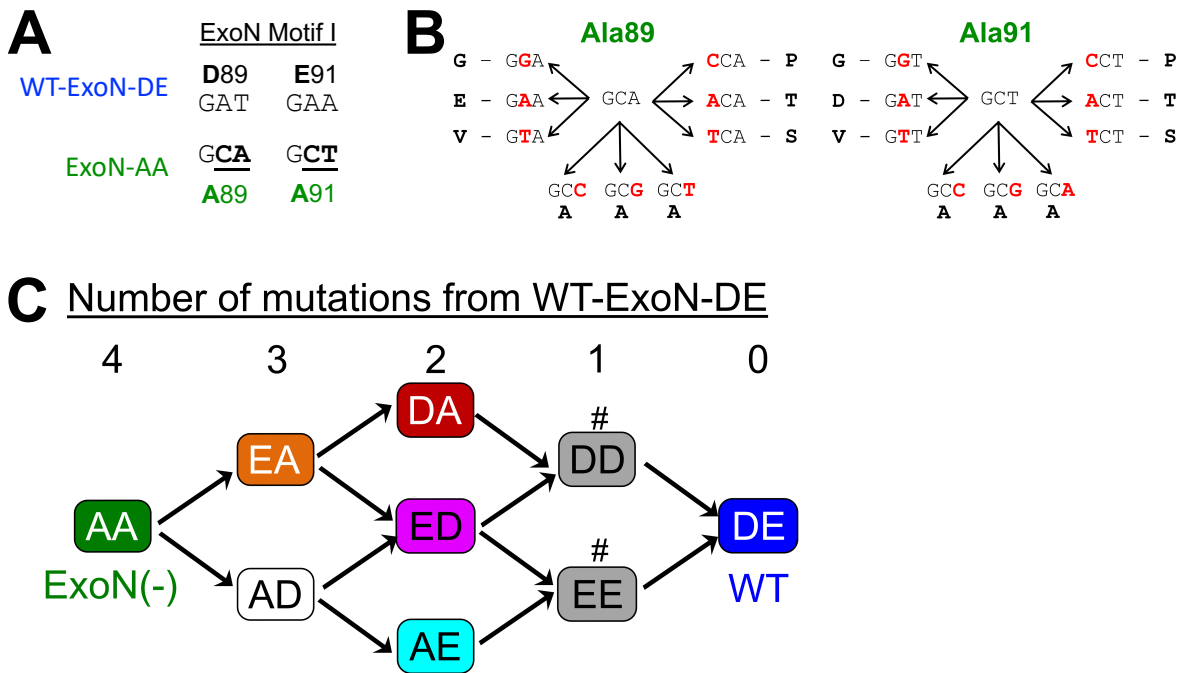 A
ExoN Motif I
WT-ExoN-DE
D89 E91
GAT GAA
ExoN-AA
GCA GCT
A89 A91
B
Ala89
G – GGA CCA – P
E – GAA GCA ACA – T
V – GTA TCA – S
GCC GCG GCT
A A A
Ala91
G – GGT CCT – P
D – GAT GCT ACT – T
V – GTT TCT – S
GCC GCG GCA
A A A
C Number of mutations from WT-ExoN-DE
4 3 2 1 0
DA
#
EA DD
AA ED DE
ExoN(-) WT
#
AD EE
AE